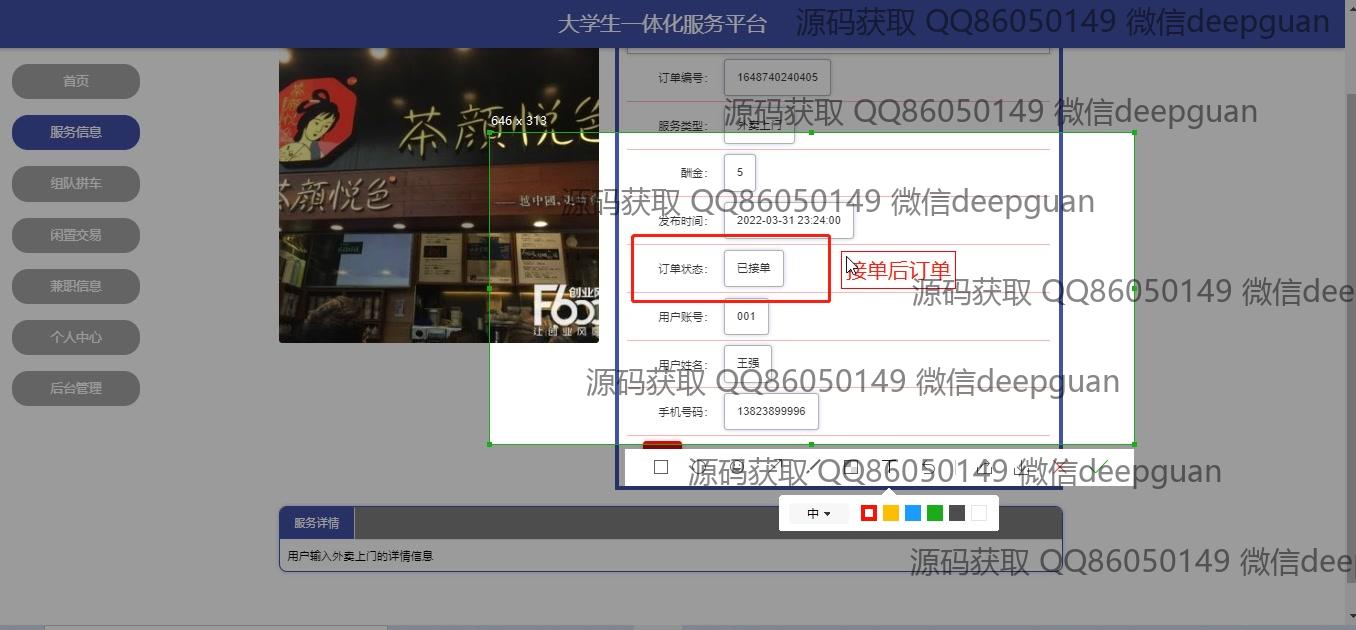 大学生一体化服务平台
源码获取 QQ86050149 微信deepguan
首页
服务信息
组队拼车
闲置交易
兼职信息
个人中心
后台管理
茶颜悦色
茶颜悦色
646 x 313
创业
让创业风
订单编号： 1648740240405
源码获取 QQ86050149 微信deepguan
服务类型： 外卖上门
酬金： 5
源码获取 QQ86050149 微信deepguan
发布时间： 2022-03-31 23:24:00
订单状态： 已接单
接单后订单
源码获取 QQ86050149 微信dee
用户账号： 001
用户姓名： 王强
源码获取 QQ86050149 微信deepguan
手机号码： 13823899996
源码获取 QQ86050149 微信deepguan
中
服务详情
用户输入外卖上门的详情信息
源码获取 QQ86050149 微信deep